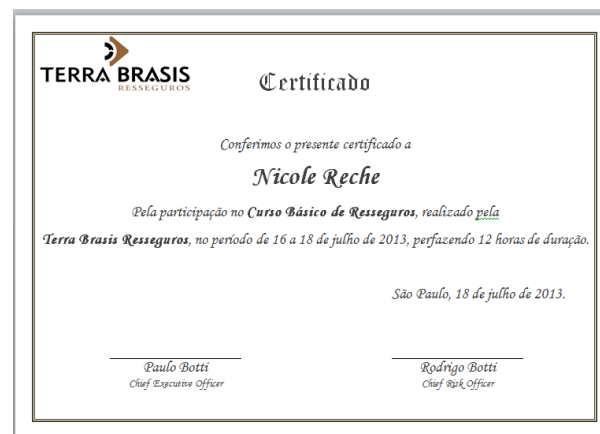 TERRA BRASIS
RESSEGUROS
Certificado
Conferimos o presente certificado a
Nicole Reche
Pela participação no Curso Básico de Resseguros, realizado pela
Terra Brasis Resseguros, no período de 16 a 18 de julho de 2013, perfazendo 12 horas de duração.
São Paulo, 18 de julho de 2013.
Paulo Botti
Chief Executive Officer
Rodrigo Botti
Chief Risk Officer